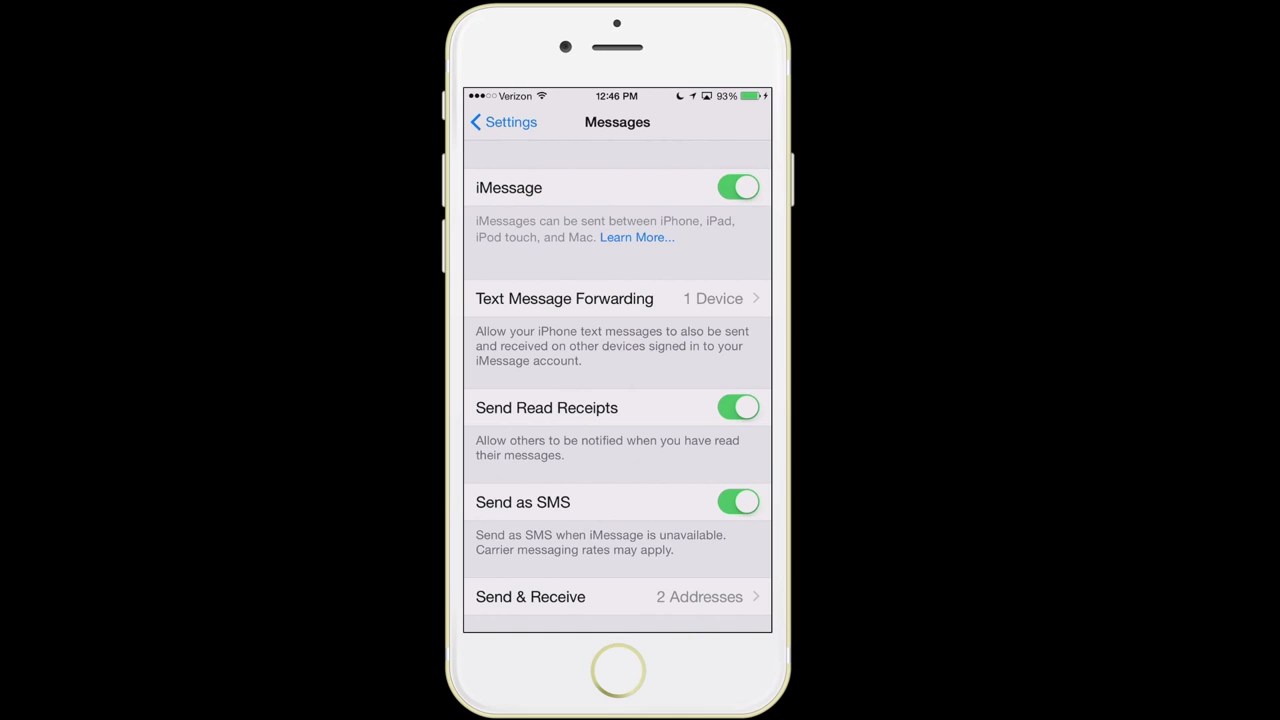 Verizon 12:46 PM 93%
Settings Messages
iMessage
iMessages can be sent between iPhone, iPad,
iPod touch, and Mac. Learn More...
Text Message Forwarding 1 Device
Allow your iPhone text messages to also be sent
and received on other devices signed in to your
iMessage account.
Send Read Receipts
Allow others to be notified when you have read
their messages.
Send as SMS
Send as SMS when iMessage is unavailable.
Carrier messaging rates may apply.
Send & Receive 2 Addresses